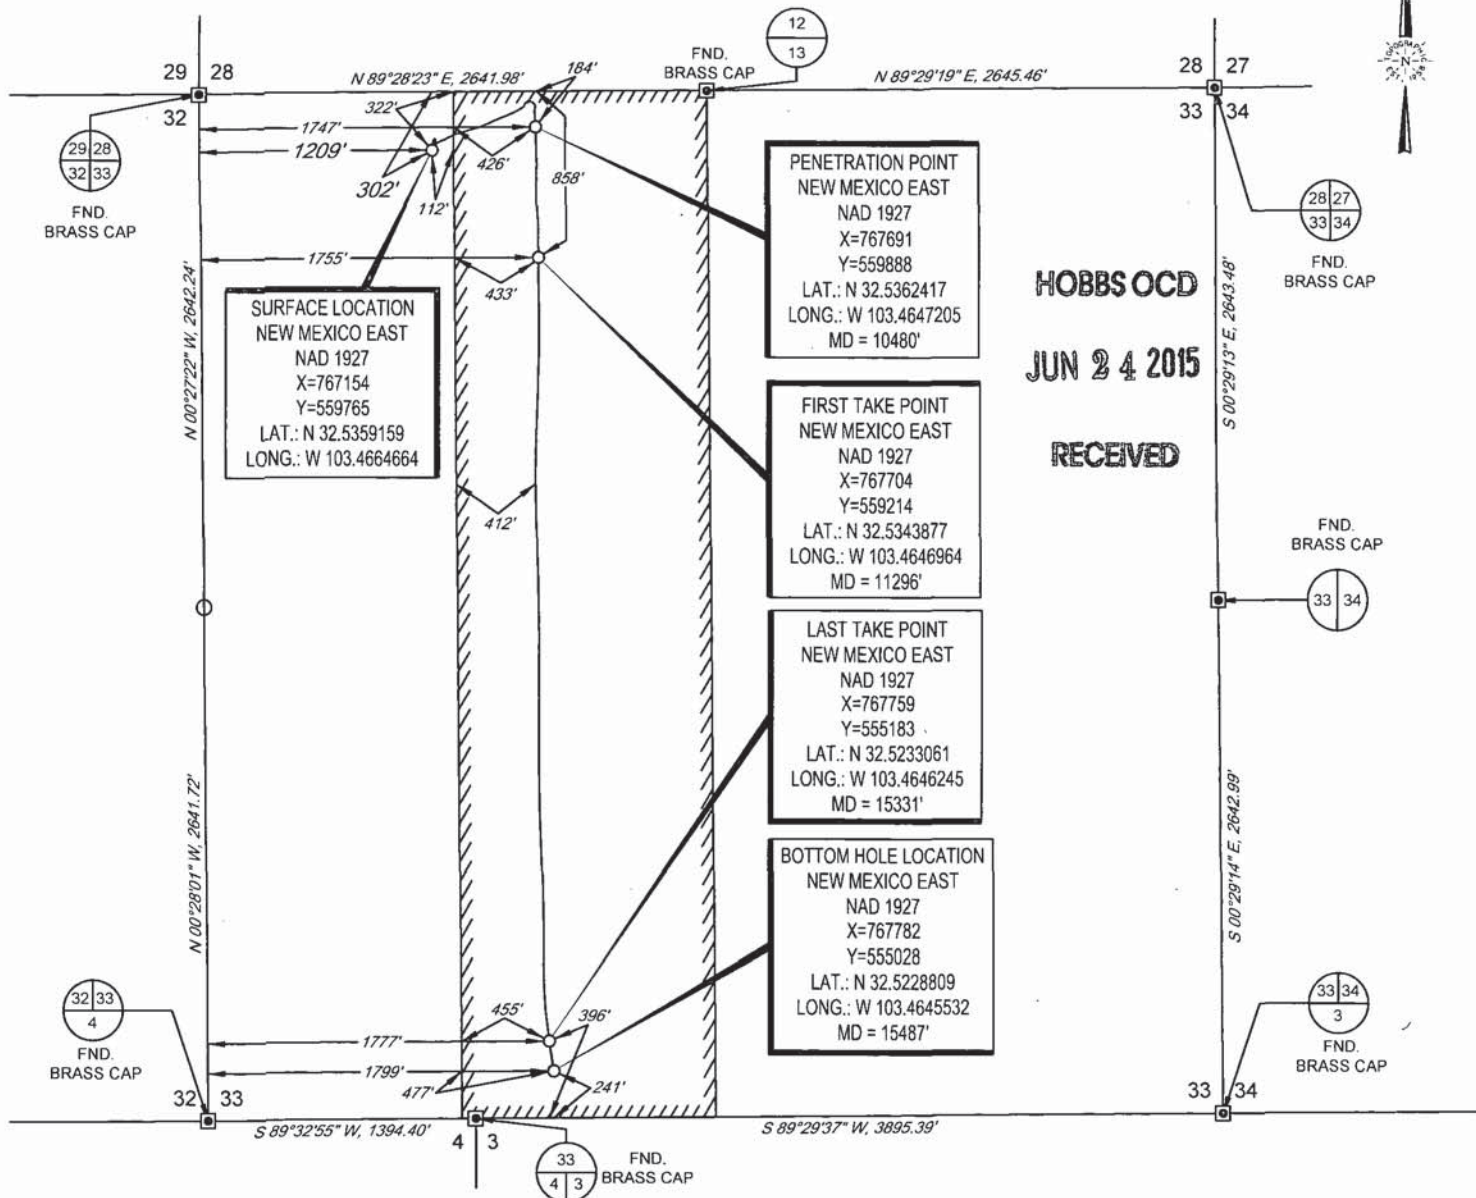 12
13
FND.
BRASS CAP
29 28
32
N 89°28'23" E, 2641.98'
184'
N 89°29'19" E, 2645.46'
28 27
33 34
N
322'
1747'
1209'
426'
302'
112'
858'
29 28
32 33
FND.
BRASS CAP
PENETRATION POINT
NEW MEXICO EAST
NAD 1927
X=767691
Y=559888
LAT.: N 32.5362417
LONG.: W 103.4647205
MD = 10480'
28 27
33 34
FND.
BRASS CAP
1755'
433'
N 00°27'22" W, 2642.24'
SURFACE LOCATION
NEW MEXICO EAST
NAD 1927
X=767154
Y=559765
LAT.: N 32.5359159
LONG.: W 103.4664664
HOBBS OCD
JUN 24 2015
RECEIVED
S 00°29'13" E, 2643.48'
FIRST TAKE POINT
NEW MEXICO EAST
NAD 1927
X=767704
Y=559214
LAT.: N 32.5343877
LONG.: W 103.4646964
MD = 11296'
412'
FND.
BRASS CAP
33 34
LAST TAKE POINT
NEW MEXICO EAST
NAD 1927
X=767759
Y=555183
LAT.: N 32.5233061
LONG.: W 103.4646245
MD = 15331'
N 00°28'01" W, 2641.72'
S 00°29'14" E, 2642.99'
BOTTOM HOLE LOCATION
NEW MEXICO EAST
NAD 1927
X=767782
Y=555028
LAT.: N 32.5228809
LONG.: W 103.4645532
MD = 15487'
32 33
4
FND.
BRASS CAP
455'
396'
1777'
1799'
477'
241'
33 34
3
FND.
BRASS CAP
32 33
S 89°32'55" W, 1394.40'
4 3
S 89°29'37" W, 3895.39'
33 34
33
4 3
FND.
BRASS CAP